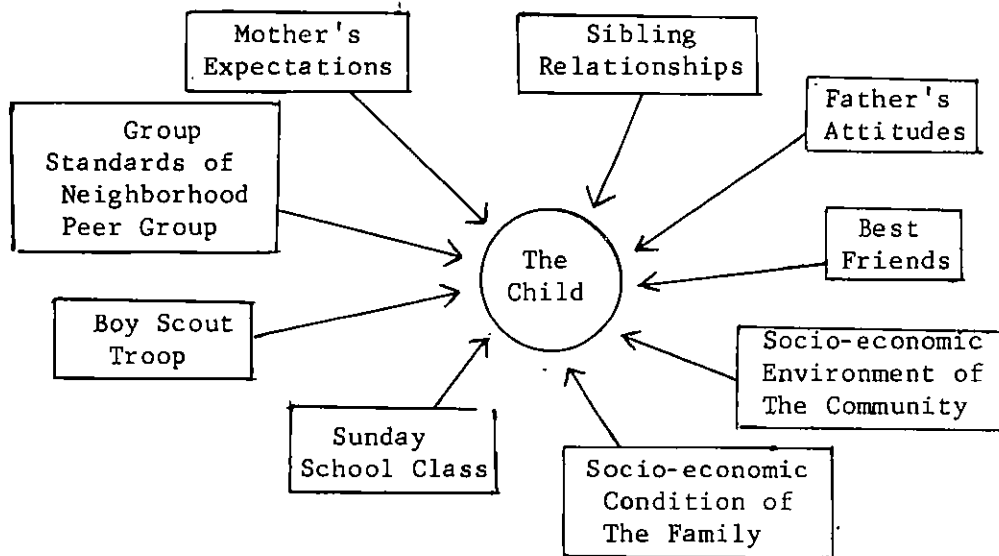 Mother's
Expectations
Sibling
Relationships
Father's
Attitudes
Group
Standards of
Neighborhood
Peer Group
The
Child
Best
Friends
Boy Scout
Troop
Socio-economic
Environment of
The Community
Sunday
School Class
Socio-economic
Condition of
The Family